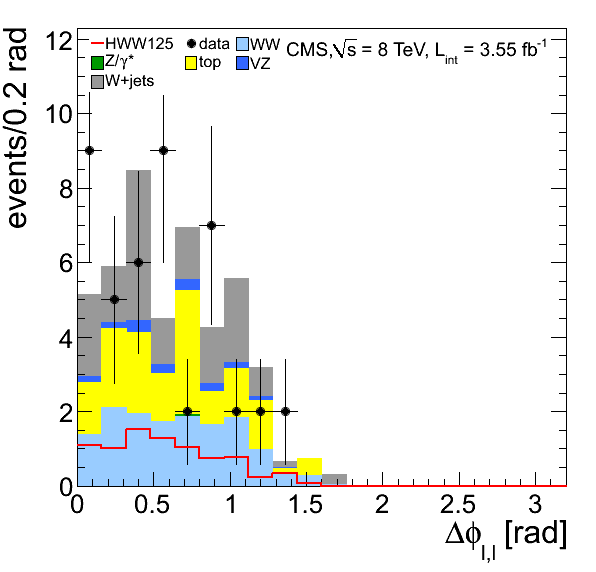 12
10
8
6
4
2
0
events/0.2 rad
HWW125
data
WW
Z/γ*
top
VZ
W+jets
CMS,√s = 8 TeV, L_int = 3.55 fb⁻¹
0 0.5 1 1.5 2 2.5 3
Δϕ_l,l [rad]